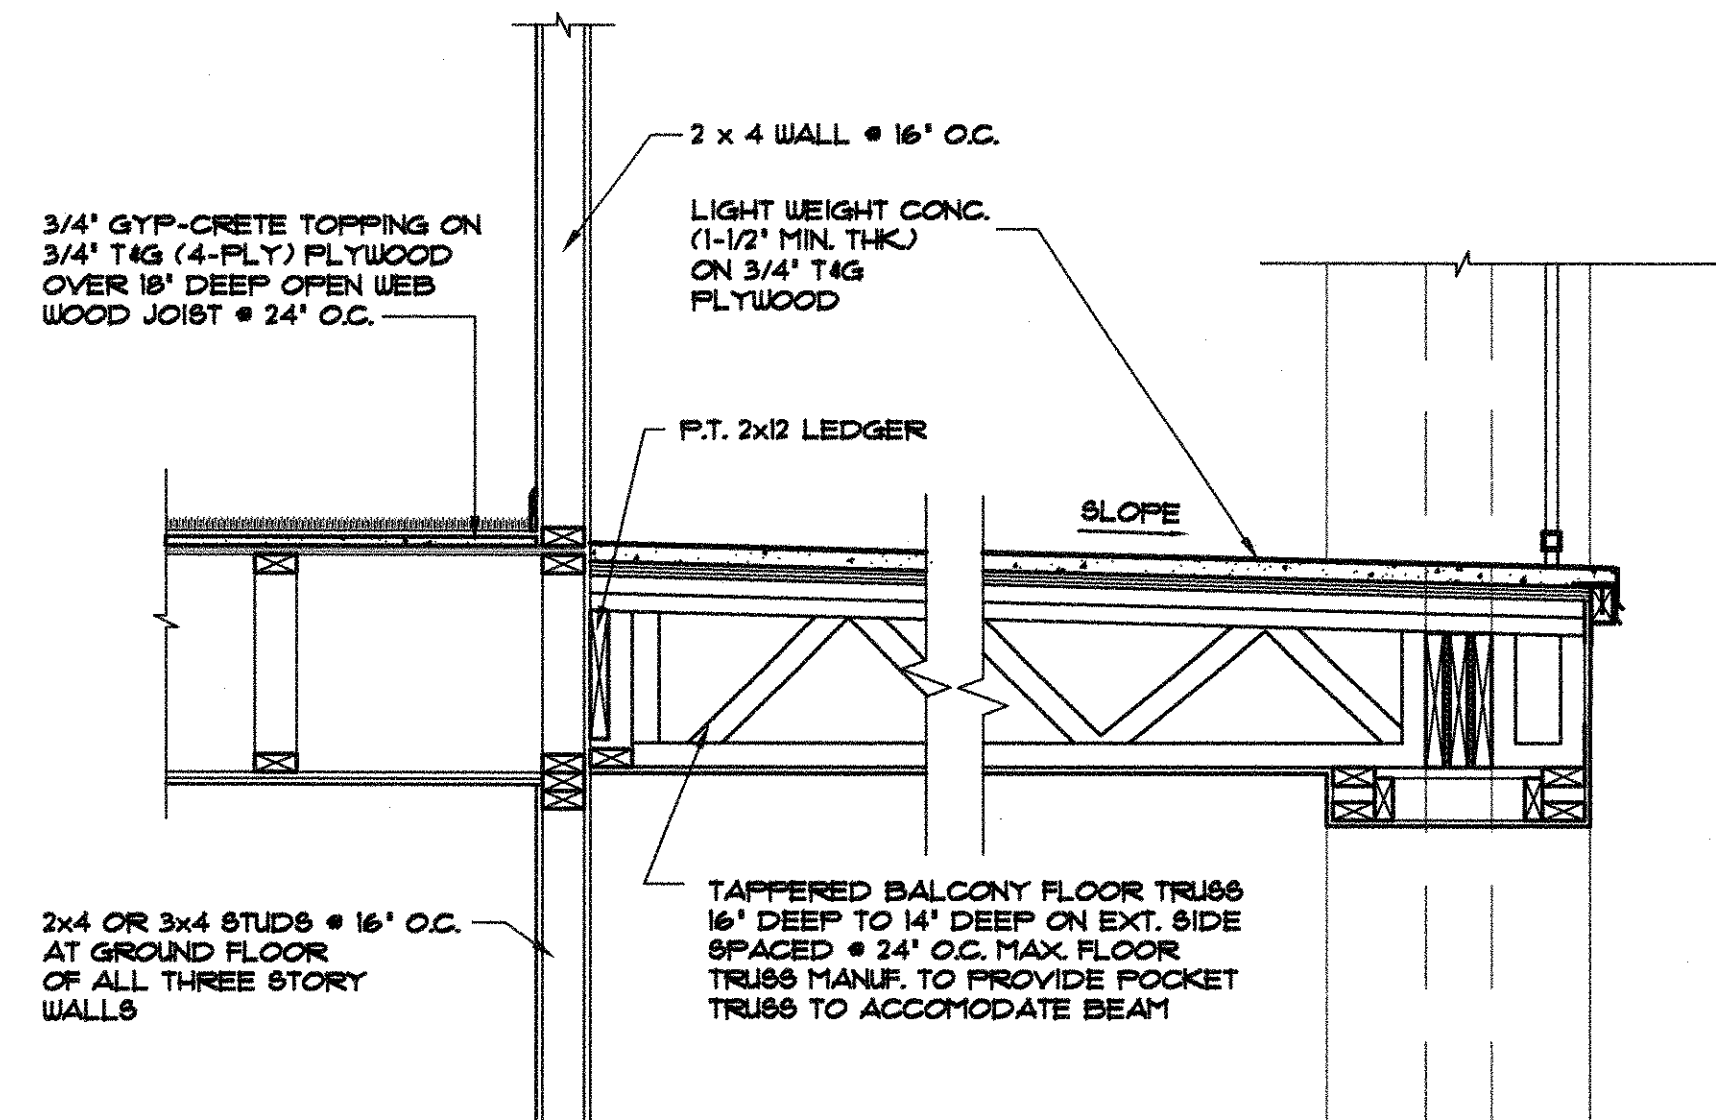 2 x 4 WALL @ 16" O.C.
3/4" GYP-CRETE TOPPING ON
3/4" T&G (4-PLY) PLYWOOD
OVER 18" DEEP OPEN WEB
WOOD JOIST @ 24" O.C.
LIGHT WEIGHT CONC.
(1-1/2" MIN. THK.)
ON 3/4" T&G
PLYWOOD
P.T. 2x12 LEDGER
SLOPE
TAPPERED BALCONY FLOOR TRUSS
16" DEEP TO 14" DEEP ON EXT. SIDE
SPACED @ 24" O.C. MAX. FLOOR
TRUSS MANUF. TO PROVIDE POCKET
TRUSS TO ACCOMODATE BEAM
2x4 OR 3x4 STUDS @ 16" O.C.
AT GROUND FLOOR
OF ALL THREE STORY
WALLS